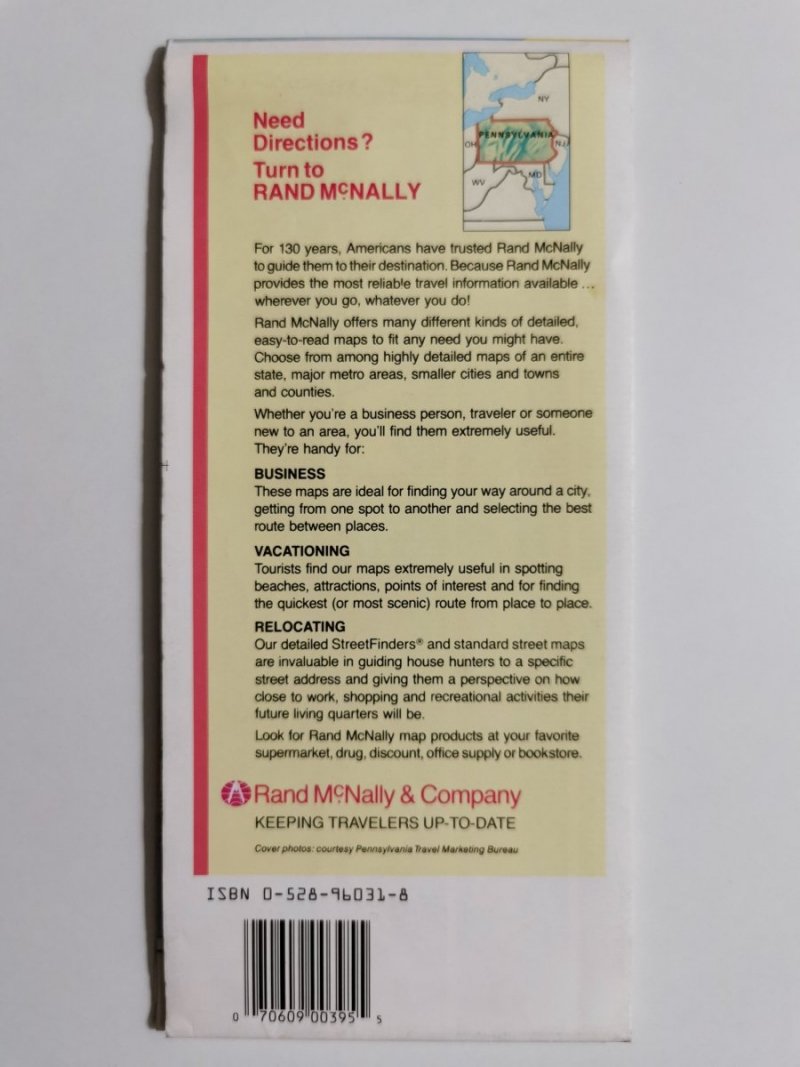 Need
Directions?
Turn to
RAND McNALLY
NY
PENNSYLVANIA
OH
NJ
MD
WV
For 130 years, Americans have trusted Rand McNally
to guide them to their destination. Because Rand McNally
provides the most reliable travel information available ...
wherever you go, whatever you do!
Rand McNally offers many different kinds of detailed,
easy-to-read maps to fit any need you might have.
Choose from among highly detailed maps of an entire
state, major metro areas, smaller cities and towns
and counties.
Whether you're a business person, traveler or someone
new to an area, you'll find them extremely useful.
They're handy for:
BUSINESS
These maps are ideal for finding your way around a city,
getting from one spot to another and selecting the best
route between places.
VACATIONING
Tourists find our maps extremely useful in spotting
beaches, attractions, points of interest and for finding
the quickest (or most scenic) route from place to place.
RELOCATING
Our detailed StreetFinders® and standard street maps
are invaluable in guiding house hunters to a specific
street address and giving them a perspective on how
close to work, shopping and recreational activities their
future living quarters will be.
Look for Rand McNally map products at your favorite
supermarket, drug, discount, office supply or bookstore.
Rand McNally & Company
KEEPING TRAVELERS UP-TO-DATE
Cover photos: courtesy Pennsylvania Travel Marketing Bureau
ISBN 0-528-96031-8
0 70609 00395 5